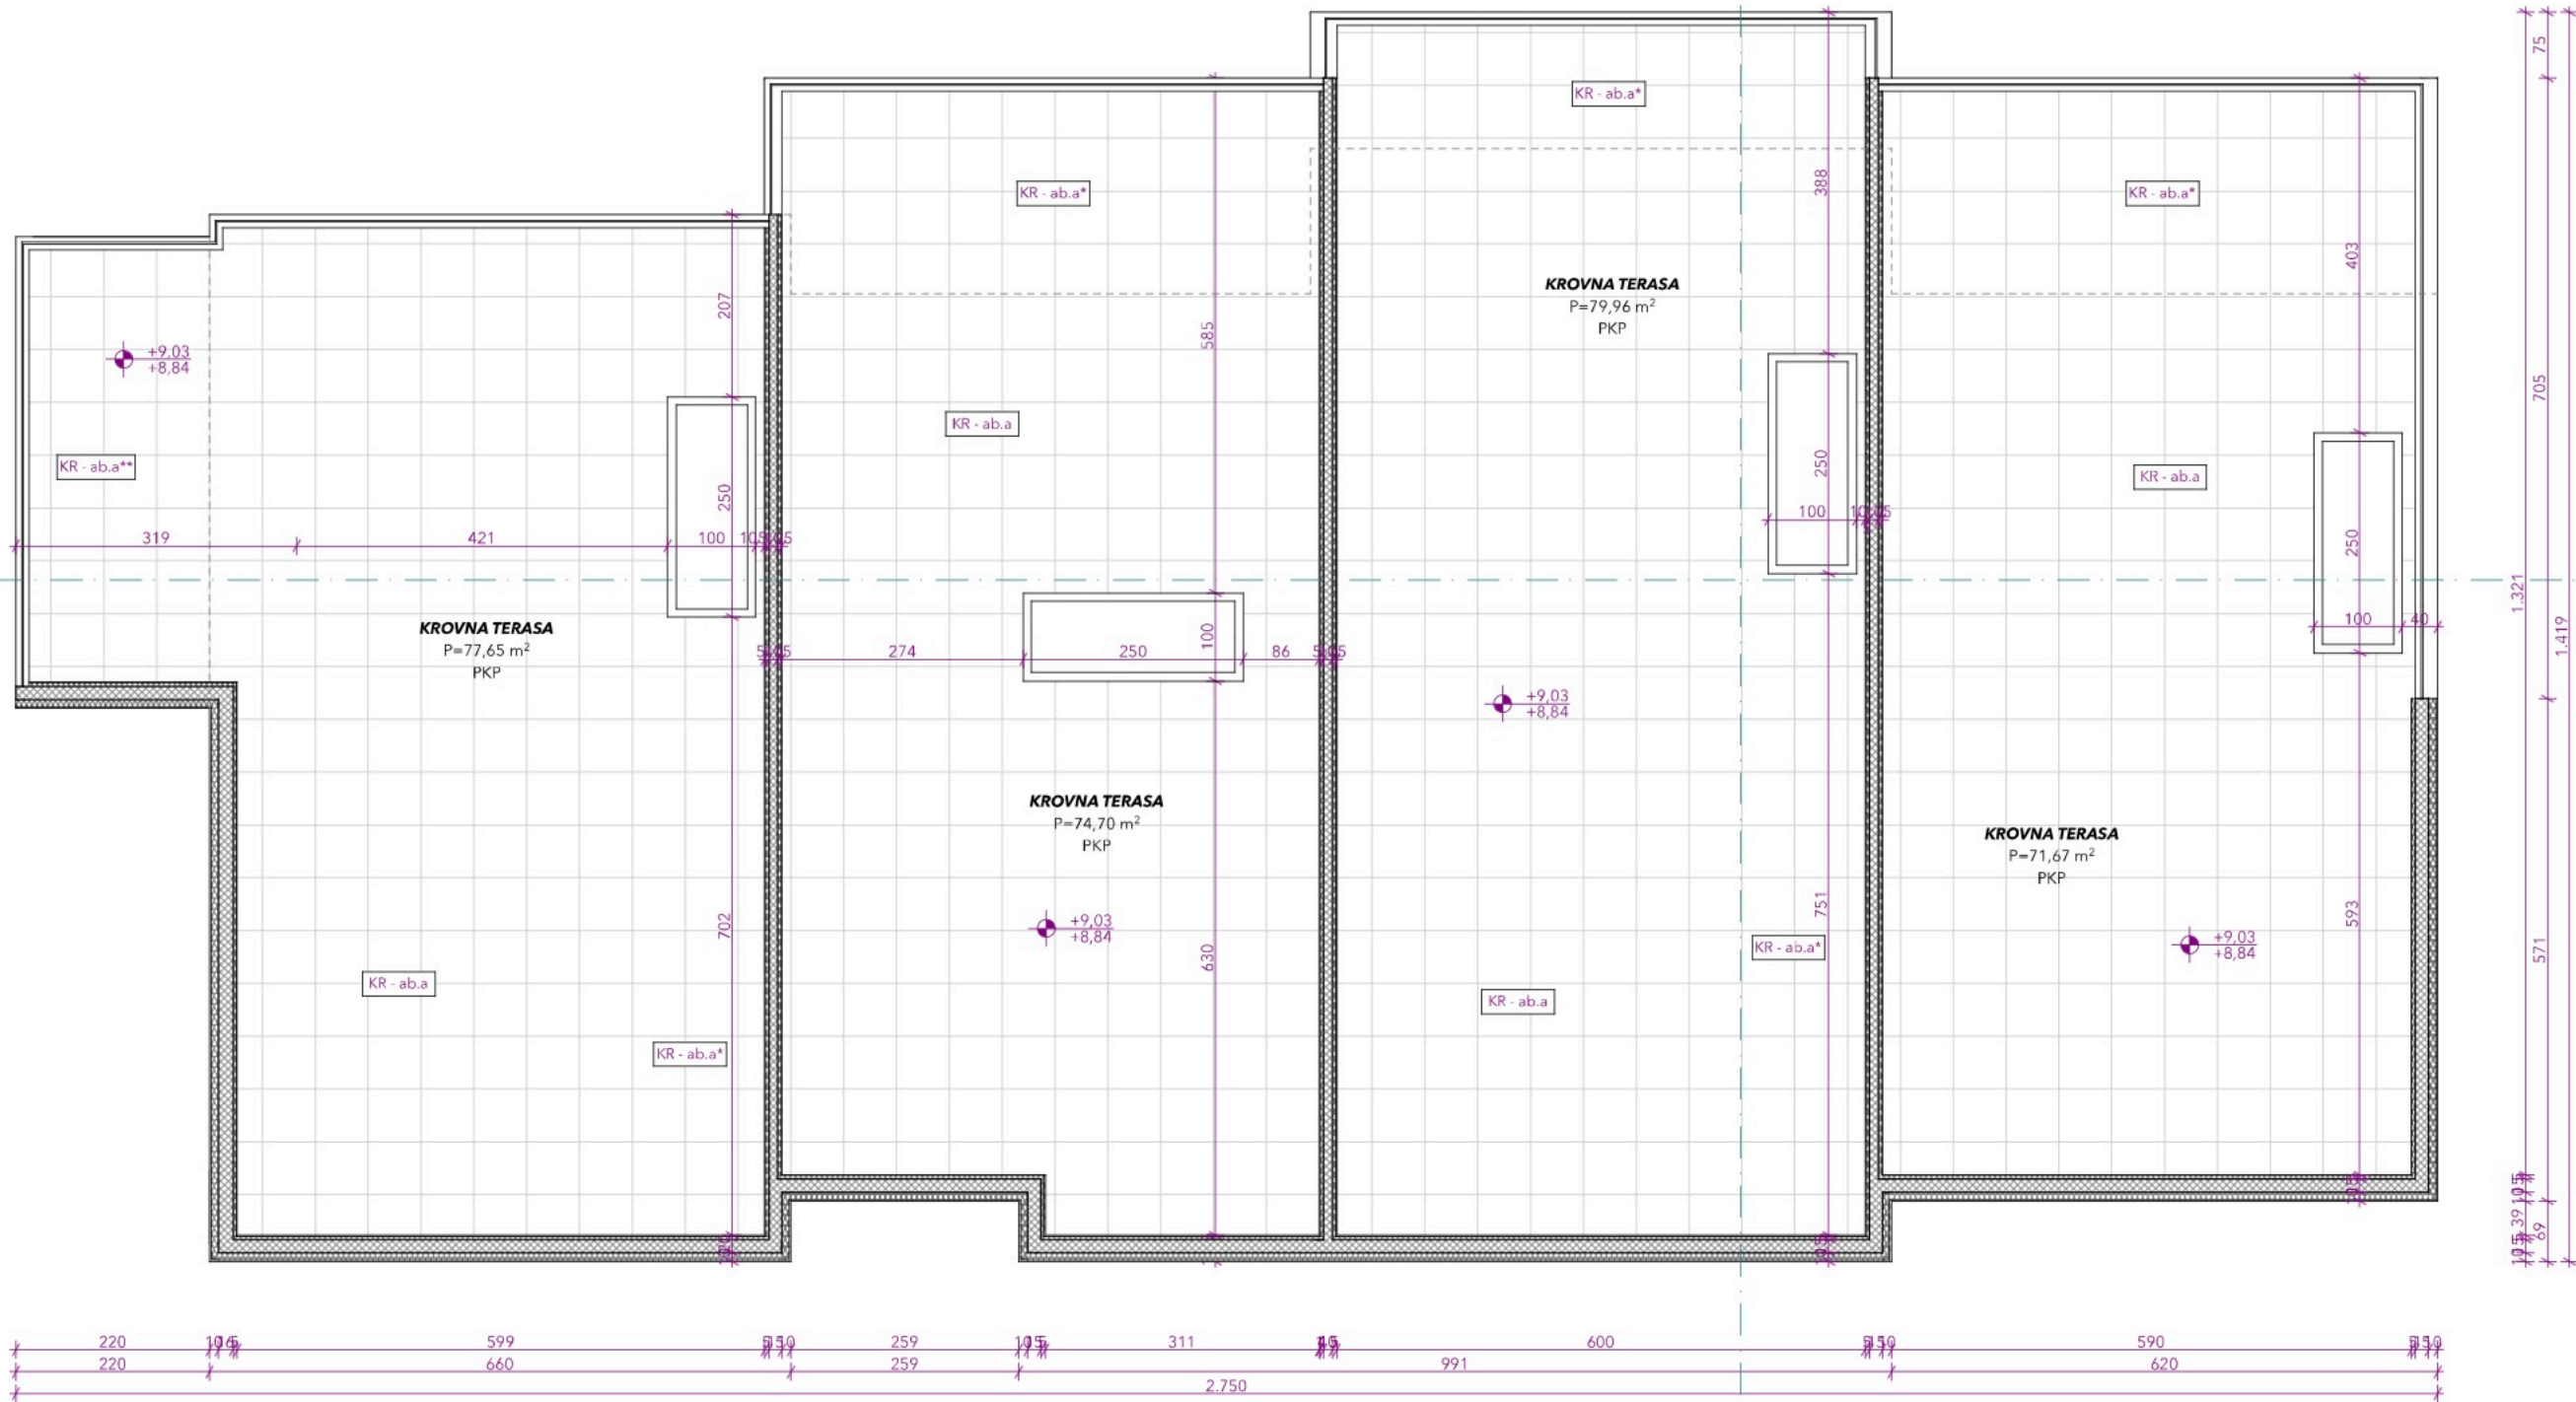 75
KR - ab.a*
388
KR - ab.a*
KR - ab.a*
403
KROVNA TERASA
P=79,96 m²
PKP
207
585
+9,03
+8,84
705
KR - ab.a
KR - ab.a**
250
250
KR - ab.a
319
421
100
100
250
1.321
1.419
100
40
KROVNA TERASA
P=77,65 m²
PKP
274
250
100
86
+9,03
+8,84
KROVNA TERASA
P=74,70 m²
PKP
KROVNA TERASA
P=71,67 m²
PKP
702
751
593
571
+9,03
+8,84
630
KR - ab.a*
+9,03
+8,84
KR - ab.a
KR - ab.a
KR - ab.a*
39
69
220
599
259
311
600
590
220
660
259
991
620
2.750